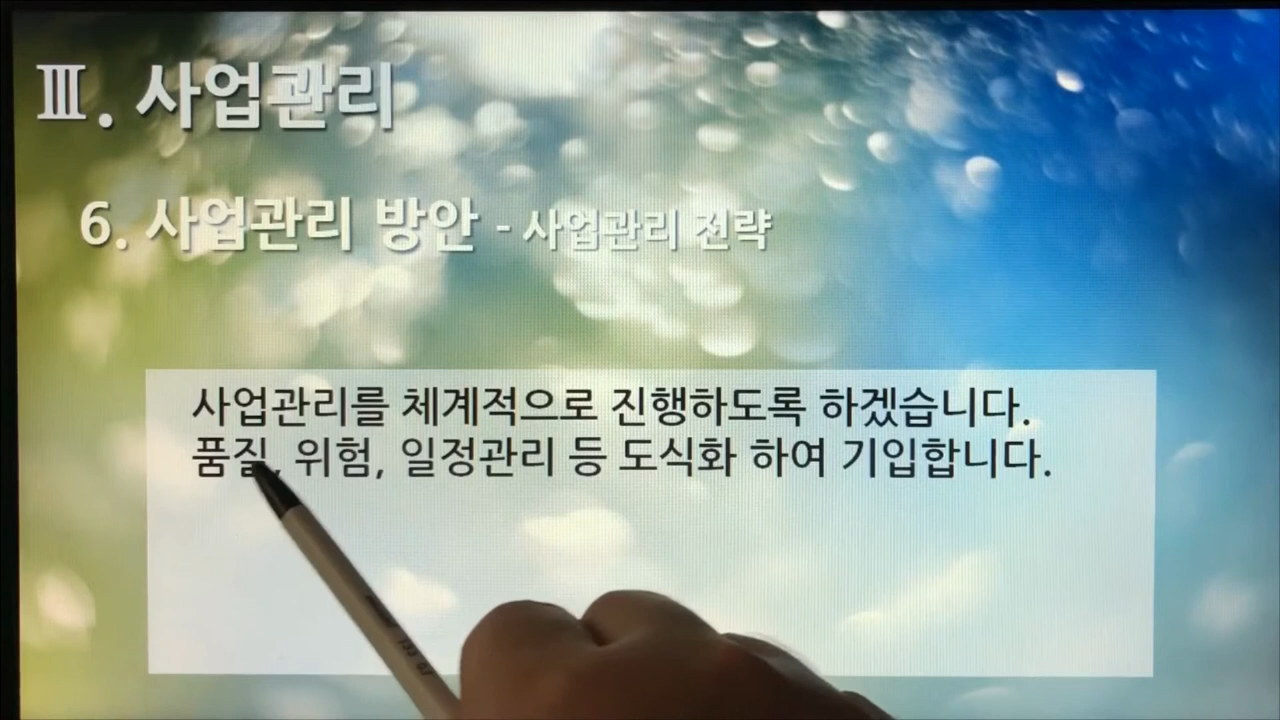 Ⅲ. 사업관리
6. 사업관리 방안 - 사업관리 전략
사업관리를 체계적으로 진행하도록 하겠습니다.
품질, 위험, 일정관리 등 도식화 하여 기입합니다.